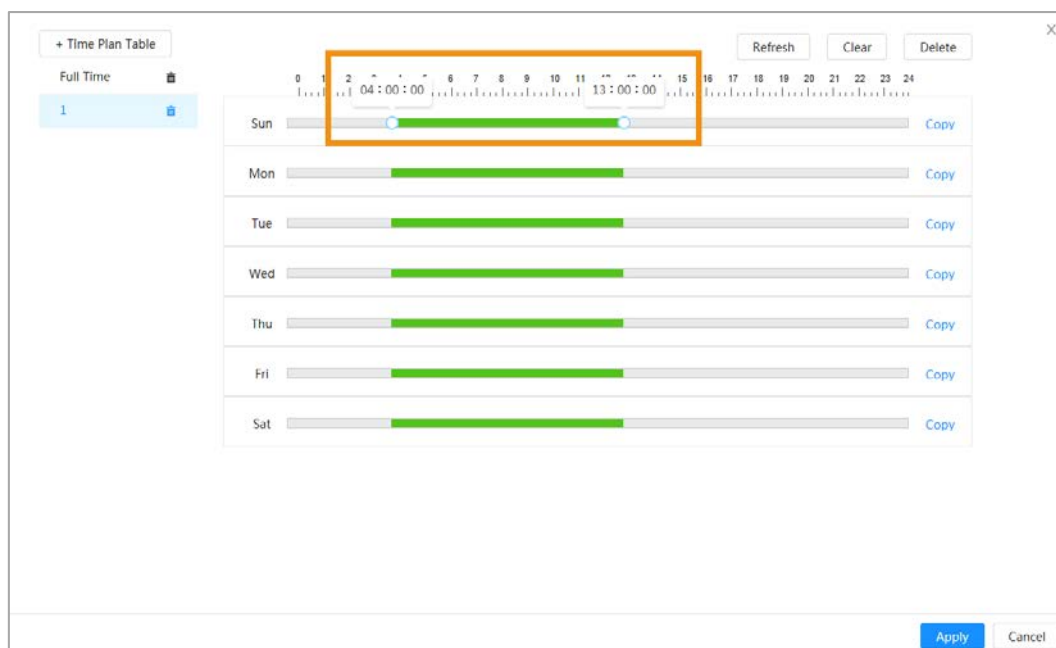 + TIme Plan Table
Refresh Clear Delete
Full Time
1
0 1 2 6 7 8 9 10 11 15 16 17 18 19 20 21 22 23 24
04:00:00 13:00:00
Sun Copy
Mon Copy
Tue Copy
Wed Copy
Thu Copy
Fri Copy
Sat Copy
Apply Cancel